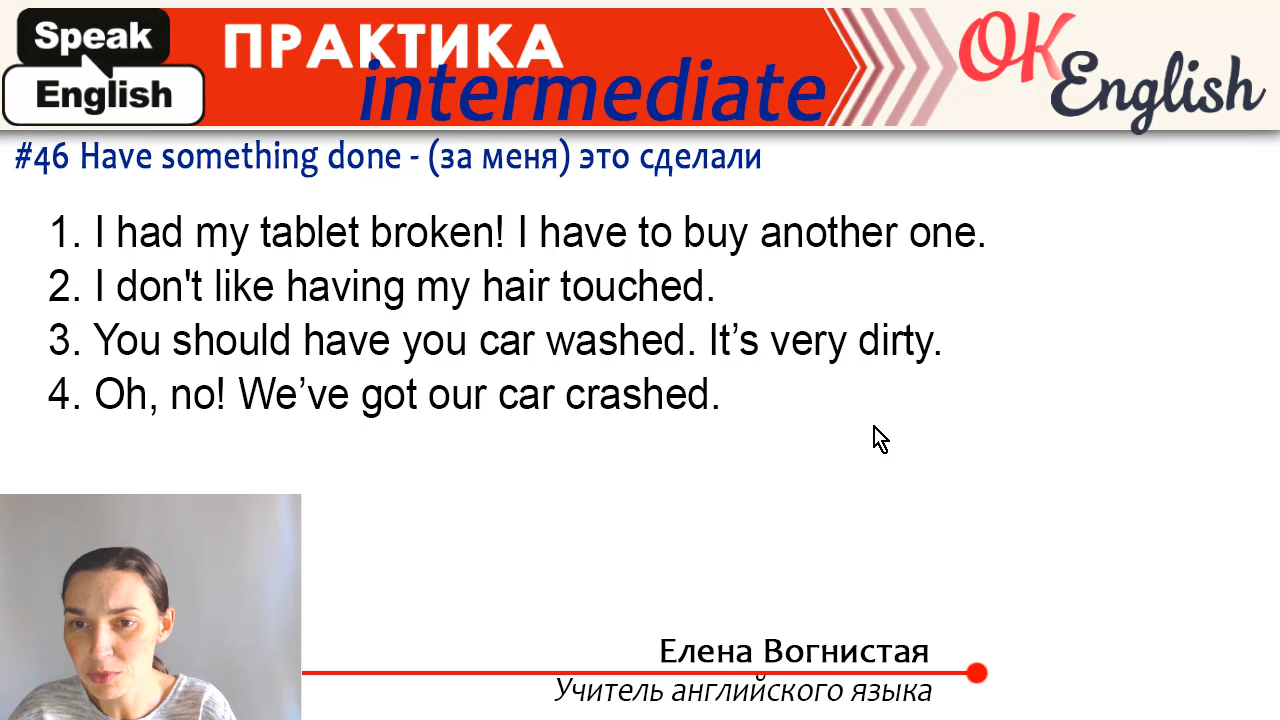 Speak
English
ПРАКТИКА
intermediate
OK
English
#46 Have something done - (за меня) это сделали
1. I had my tablet broken! I have to buy another one.
2. I don't like having my hair touched.
3. You should have you car washed. It’s very dirty.
4. Oh, no! We’ve got our car crashed.
Елена Вогнистая
Учитель английского языка